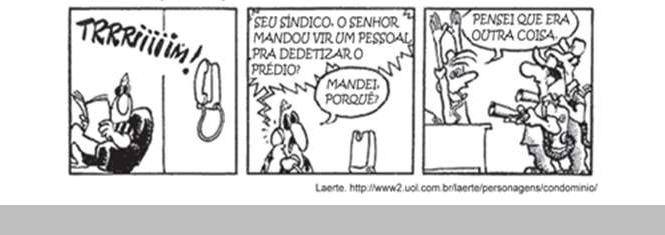 TRRRiiiiiM!
SEU SÍNDICO, O SENHOR
MANDOU VIR UM PESSOAL
PRA DEDETIZAR O
PRÉDIO?
MANDEI,
PORQUÊ?
PENSEI QUE ERA
OUTRA COISA.
Laerte. http://www2.uol.com.br/laerte/personagens/condominio/